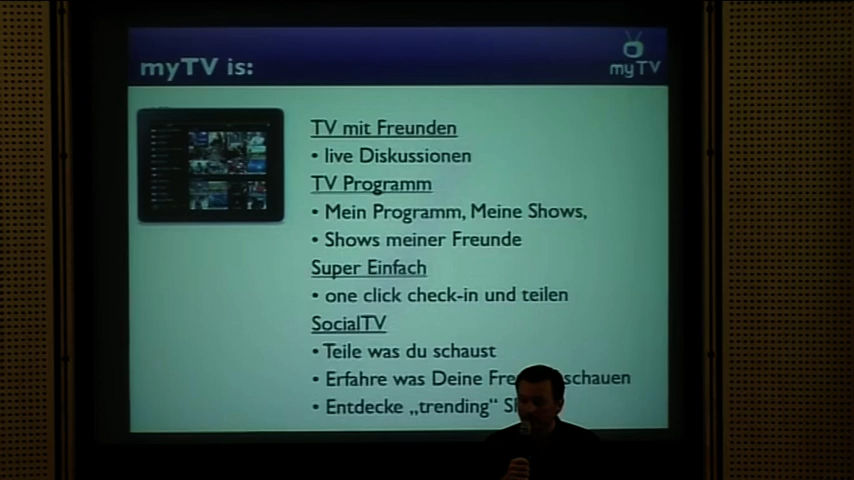 myTV is:
myTV
TV mit Freunden
• live Diskussionen
TV Programm
• Mein Programm, Meine Shows,
• Shows meiner Freunde
Super Einfach
• one click check-in und teilen
SocialTV
• Teile was du schaust
• Erfahre was Deine schauen
• Entdecke „trending“